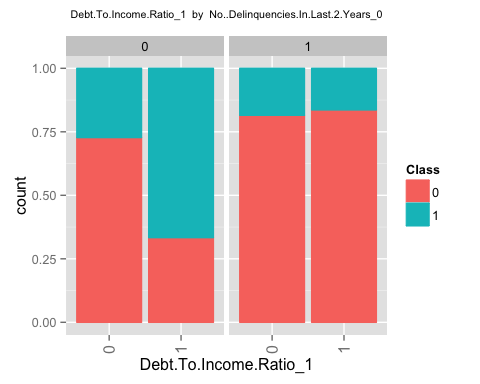 Debt.To.Income.Ratio_1 by No..Delinquencies.In.Last.2.Years_0
0 1
1.00
0.75
0.50
0.25
0.00
count
0 1 0 1
Debt.To.Income.Ratio_1
Class
0
1